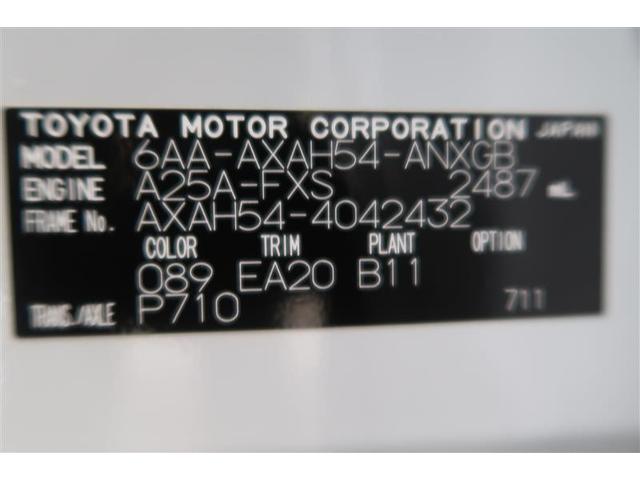 TOYOTA MOTOR CORPORATION JAPAN
MODEL 6AA-AXAH54-ANXGB
ENGINE A25A-FXS 2487 mL
FRAME No. AXAH54-4042432
COLOR TRIM PLANT OPTION
089 EA20 B11
TRANS./AXLE P710 711